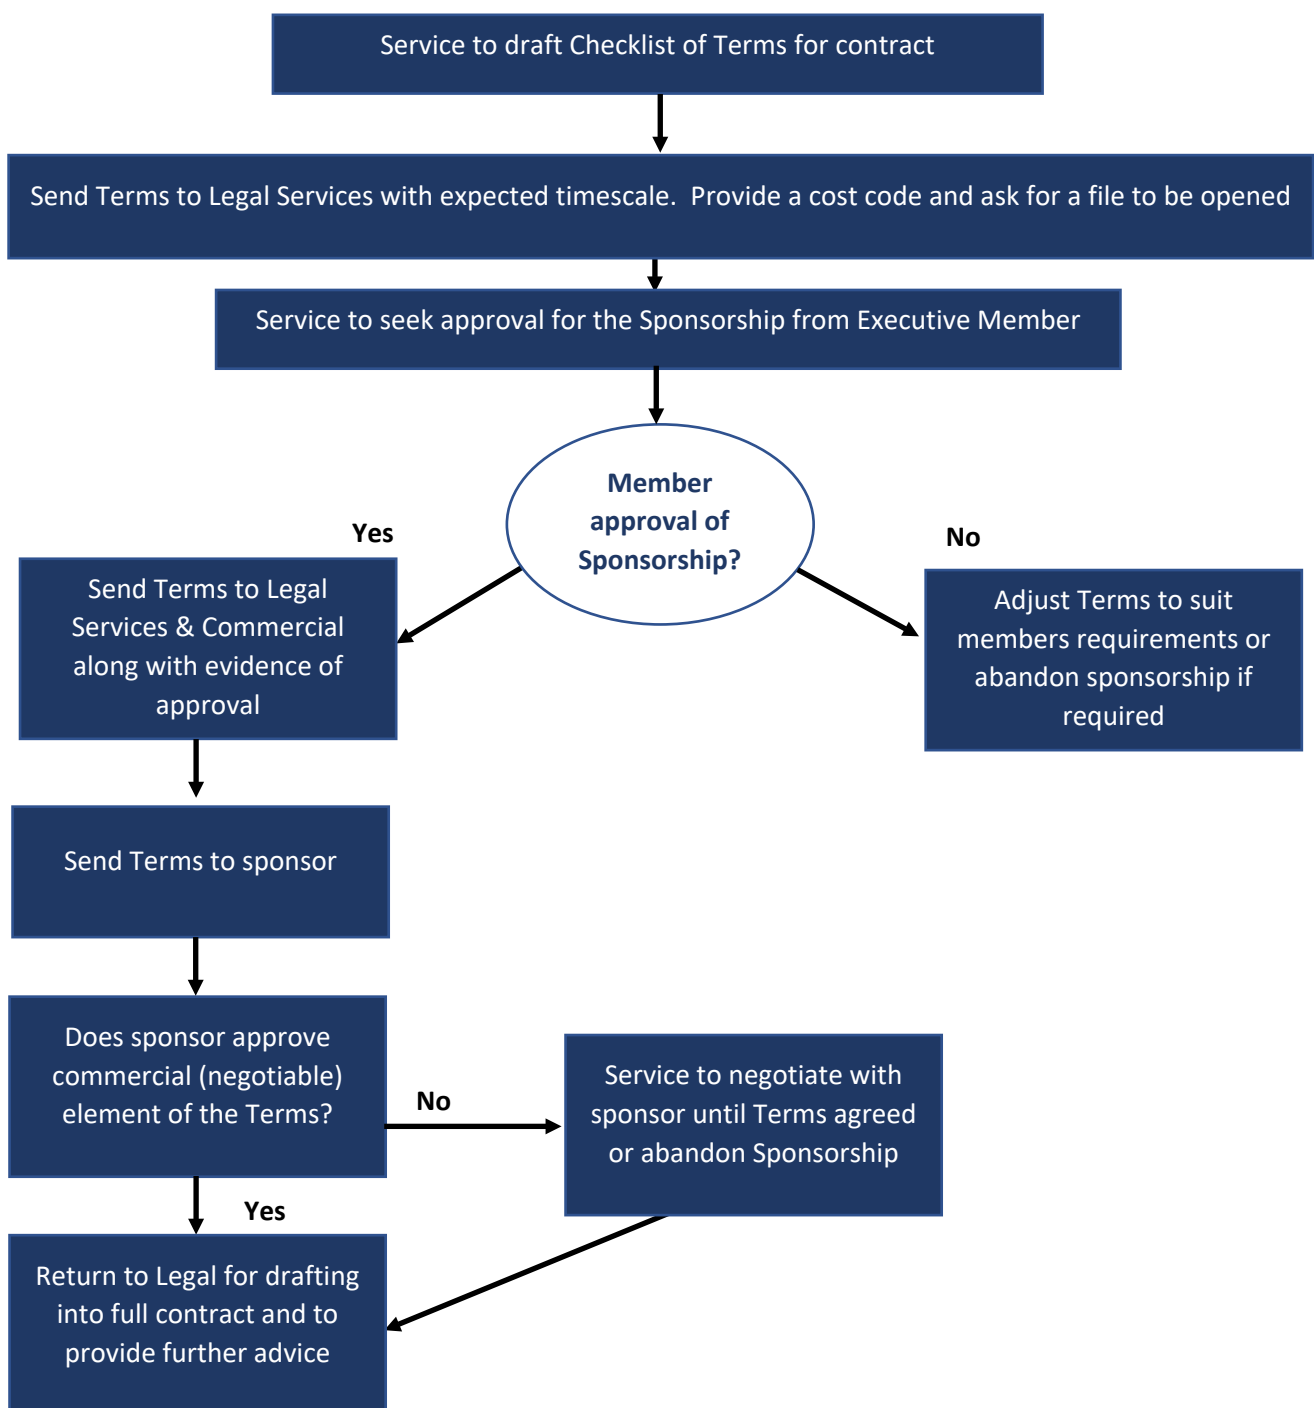 Service to draft Checklist of Terms for contract
Send Terms to Legal Services with expected timescale.  Provide a cost code and ask for a file to be opened
Service to seek approval for the Sponsorship from Executive Member
Member
approval of
Sponsorship?
Yes
No
Send Terms to Legal
Services & Commercial
along with evidence of
approval
Adjust Terms to suit
members requirements or
abandon sponsorship if
required
Send Terms to sponsor
Does sponsor approve
commercial (negotiable)
element of the Terms?
No
Service to negotiate with
sponsor until Terms agreed
or abandon Sponsorship
Yes
Return to Legal for drafting
into full contract and to
provide further advice